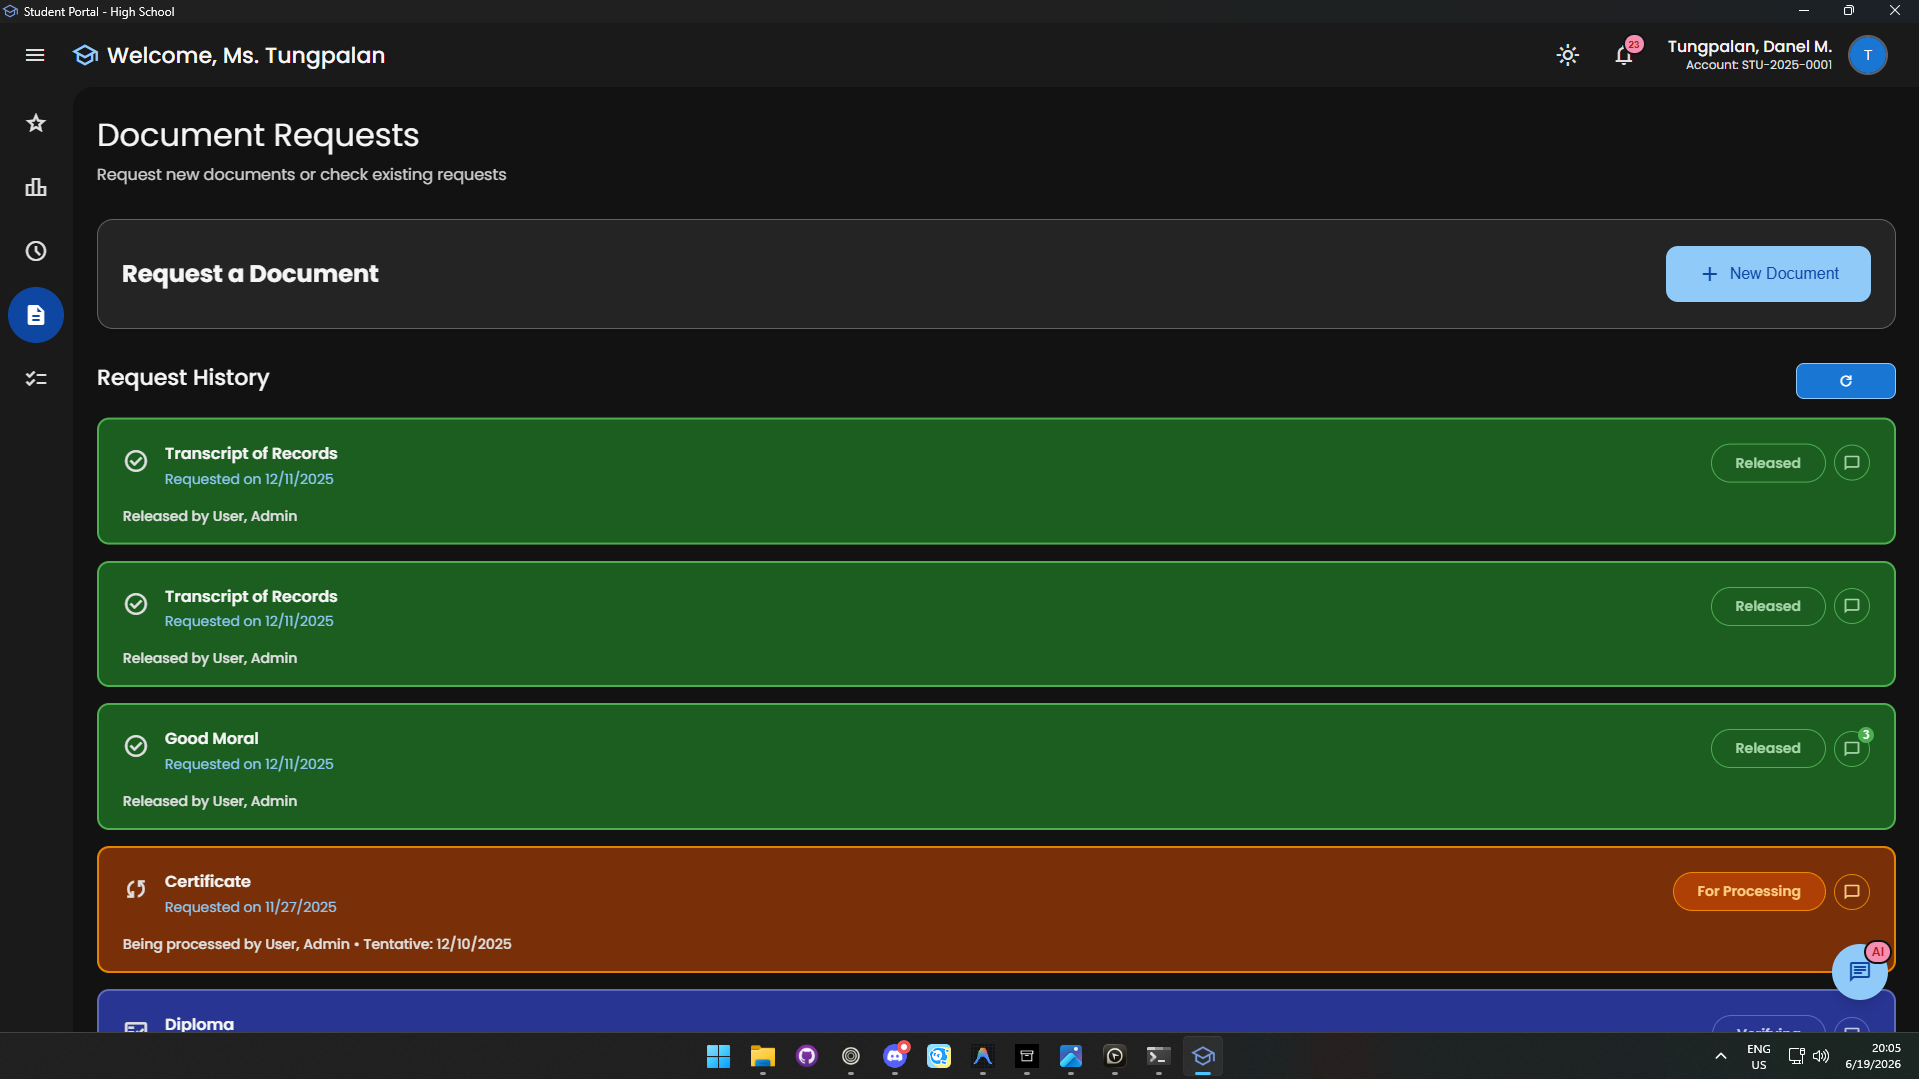 Student Portal - High School
Welcome, Ms. Tungpalan
23
Tungpalan, Danel M.
Account: STU-2025-0001
T
Document Requests
Request new documents or check existing requests
Request a Document
New Document
Request History
Transcript of Records
Requested on 12/11/2025
Released
Released by User, Admin
Transcript of Records
Requested on 12/11/2025
Released
Released by User, Admin
Good Moral
Requested on 12/11/2025
Released
3
Released by User, Admin
Certificate
Requested on 11/27/2025
For Processing
Being processed by User, Admin • Tentative: 12/10/2025
AI
Diploma
Verifying
ENG
US
20:05
6/19/2026